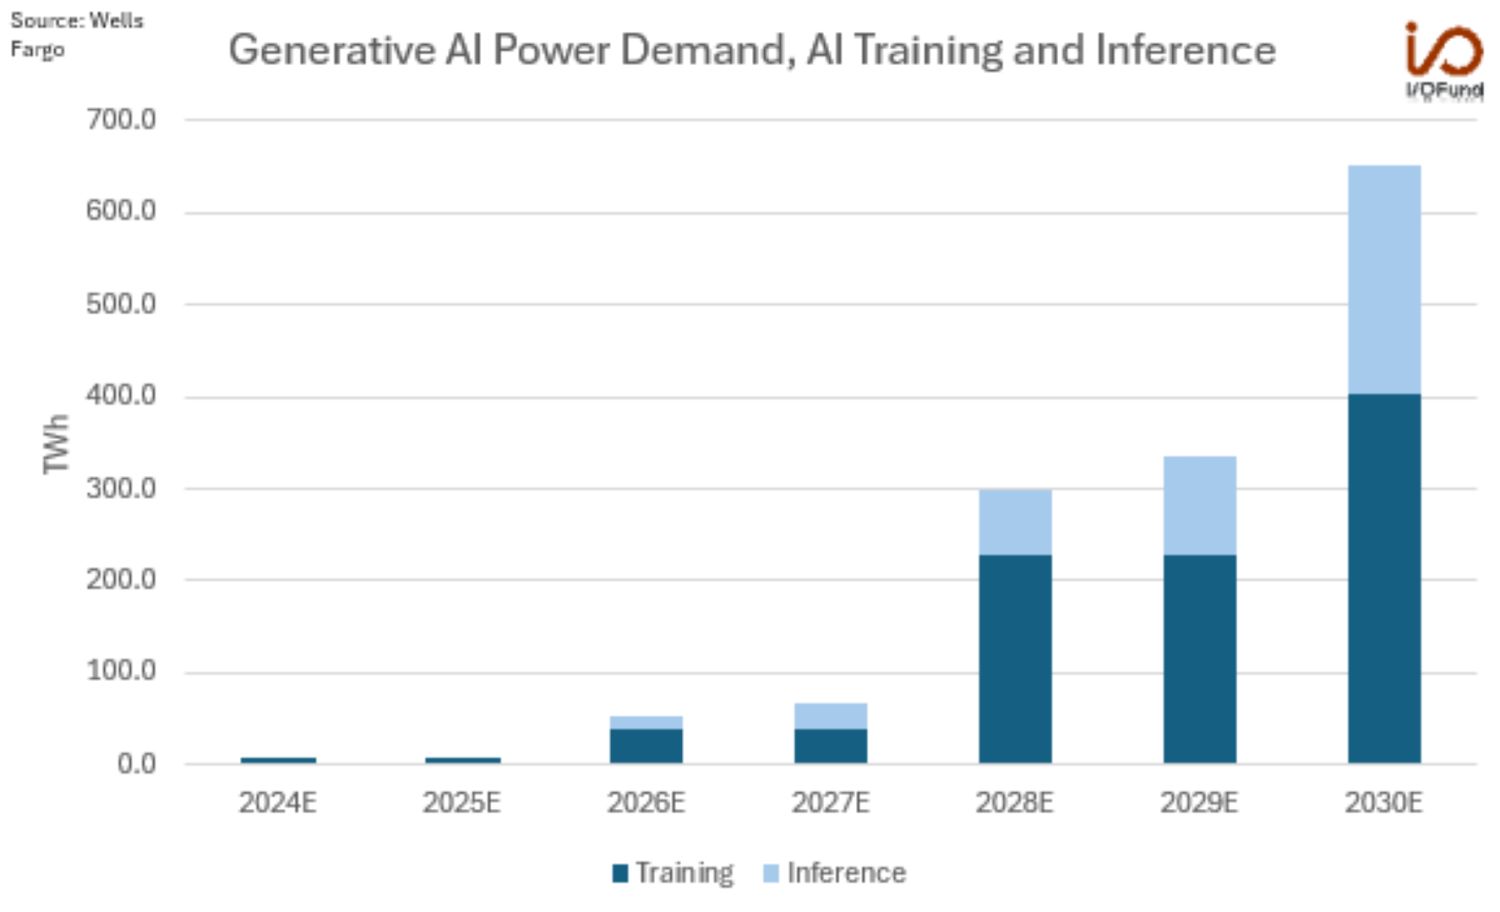 Source: Wells
Fargo
Generative AI Power Demand, AI Training and Inference
I/OFund
700.0
600.0
500.0
400.0
300.0
200.0
100.0
0.0
TWh
2024E 2025E 2026E 2027E 2028E 2029E 2030E
Training Inference